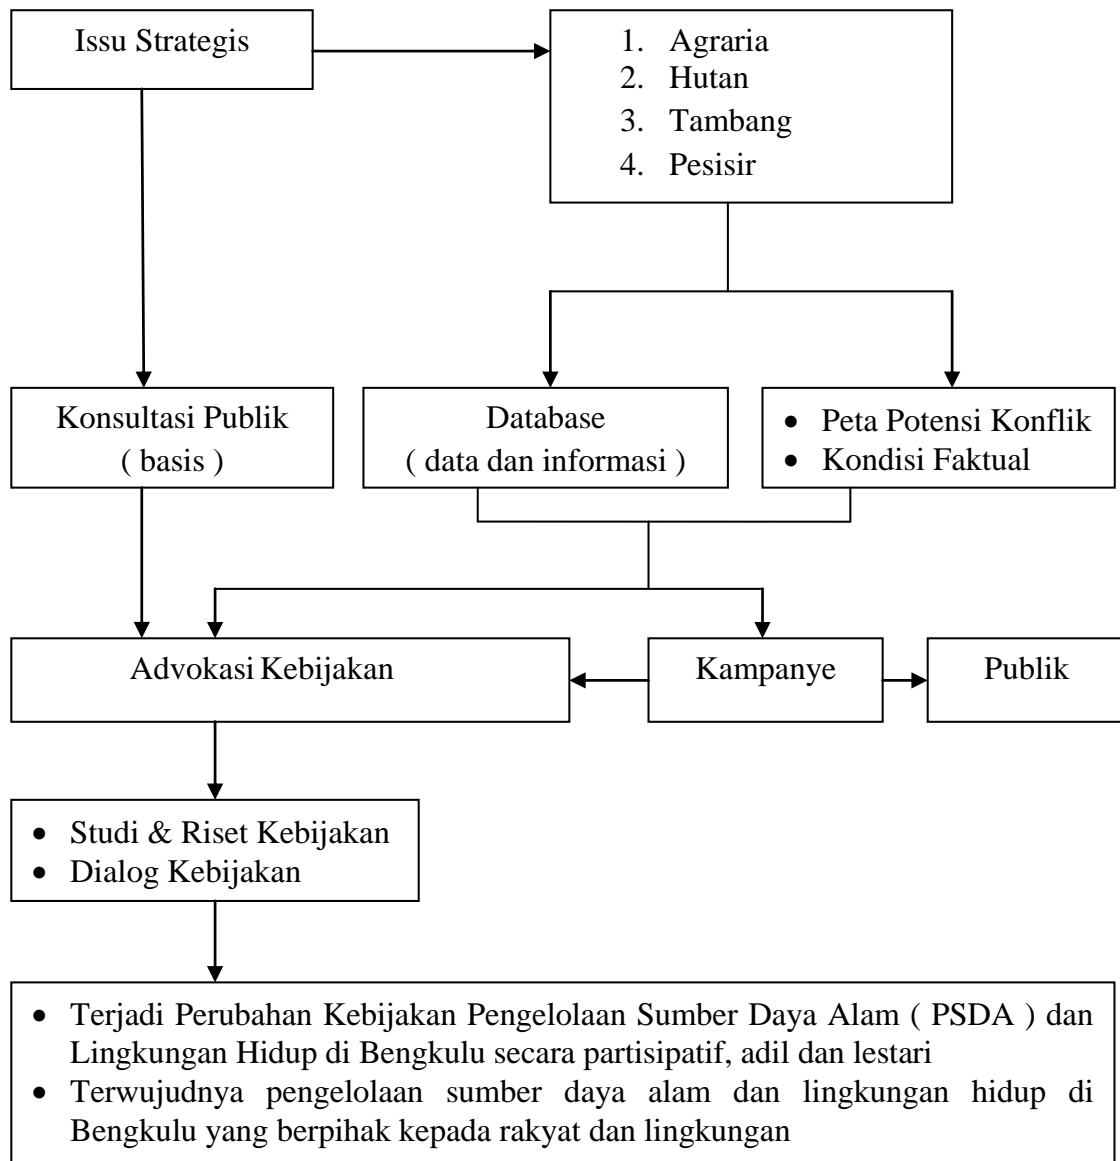 Issu Strategis
1. Agraria
2. Hutan
3. Tambang
4. Pesisir
Konsultasi Publik
( basis )
Database
( data dan informasi )
• Peta Potensi Konflik
• Kondisi Faktual
Advokasi Kebijakan
Kampanye
Publik
• Studi & Riset Kebijakan
• Dialog Kebijakan
• Terjadi Perubahan Kebijakan Pengelolaan Sumber Daya Alam ( PSDA ) dan
Lingkungan Hidup di Bengkulu secara partisipatif, adil dan lestari
• Terwujudnya pengelolaan sumber daya alam dan lingkungan hidup di
Bengkulu yang berpihak kepada rakyat dan lingkungan